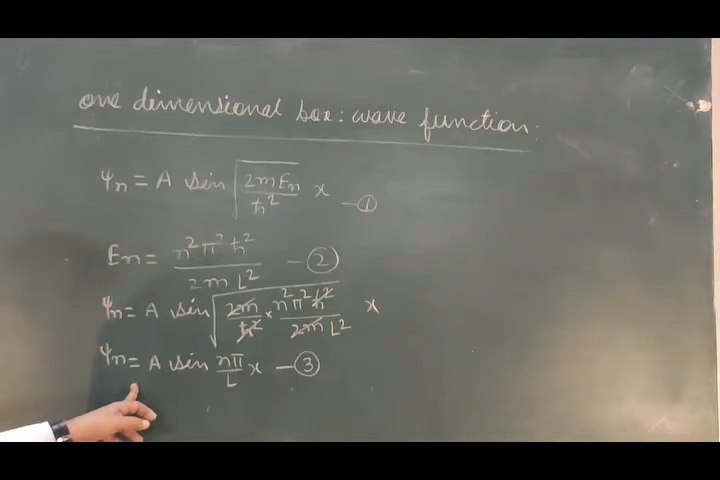 one dimensional box: wave function.
ψn = A sin √(2mEn/ħ²) x —①
En = n²π²ħ²/2mL² —②
ψn = A sin √(2m/ħ² × n²π²ħ²/2mL²) x
ψn = A sin nπ/L x —③